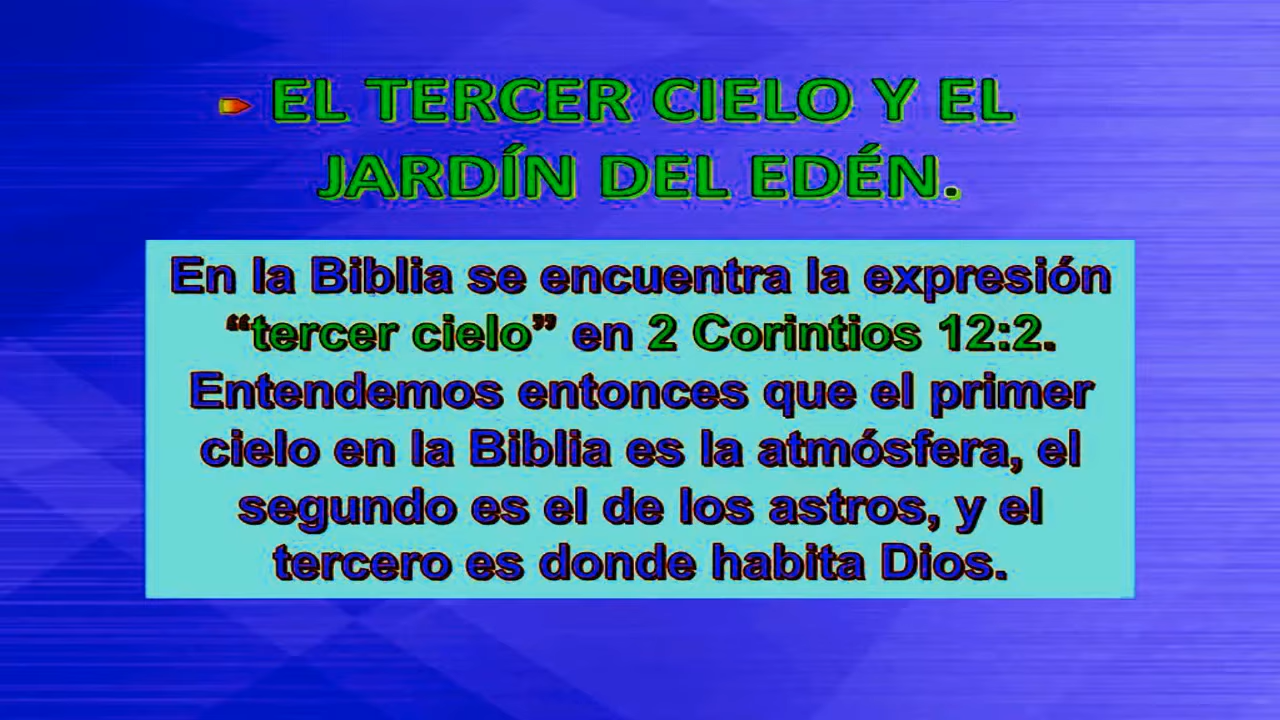 EL TERCER CIELO Y EL
JARDÍN DEL EDÉN.
En la Biblia se encuentra la expresión
“tercer cielo” en 2 Corintios 12:2.
Entendemos entonces que el primer
cielo en la Biblia es la atmósfera, el
segundo es el de los astros, y el
tercero es donde habita Dios.